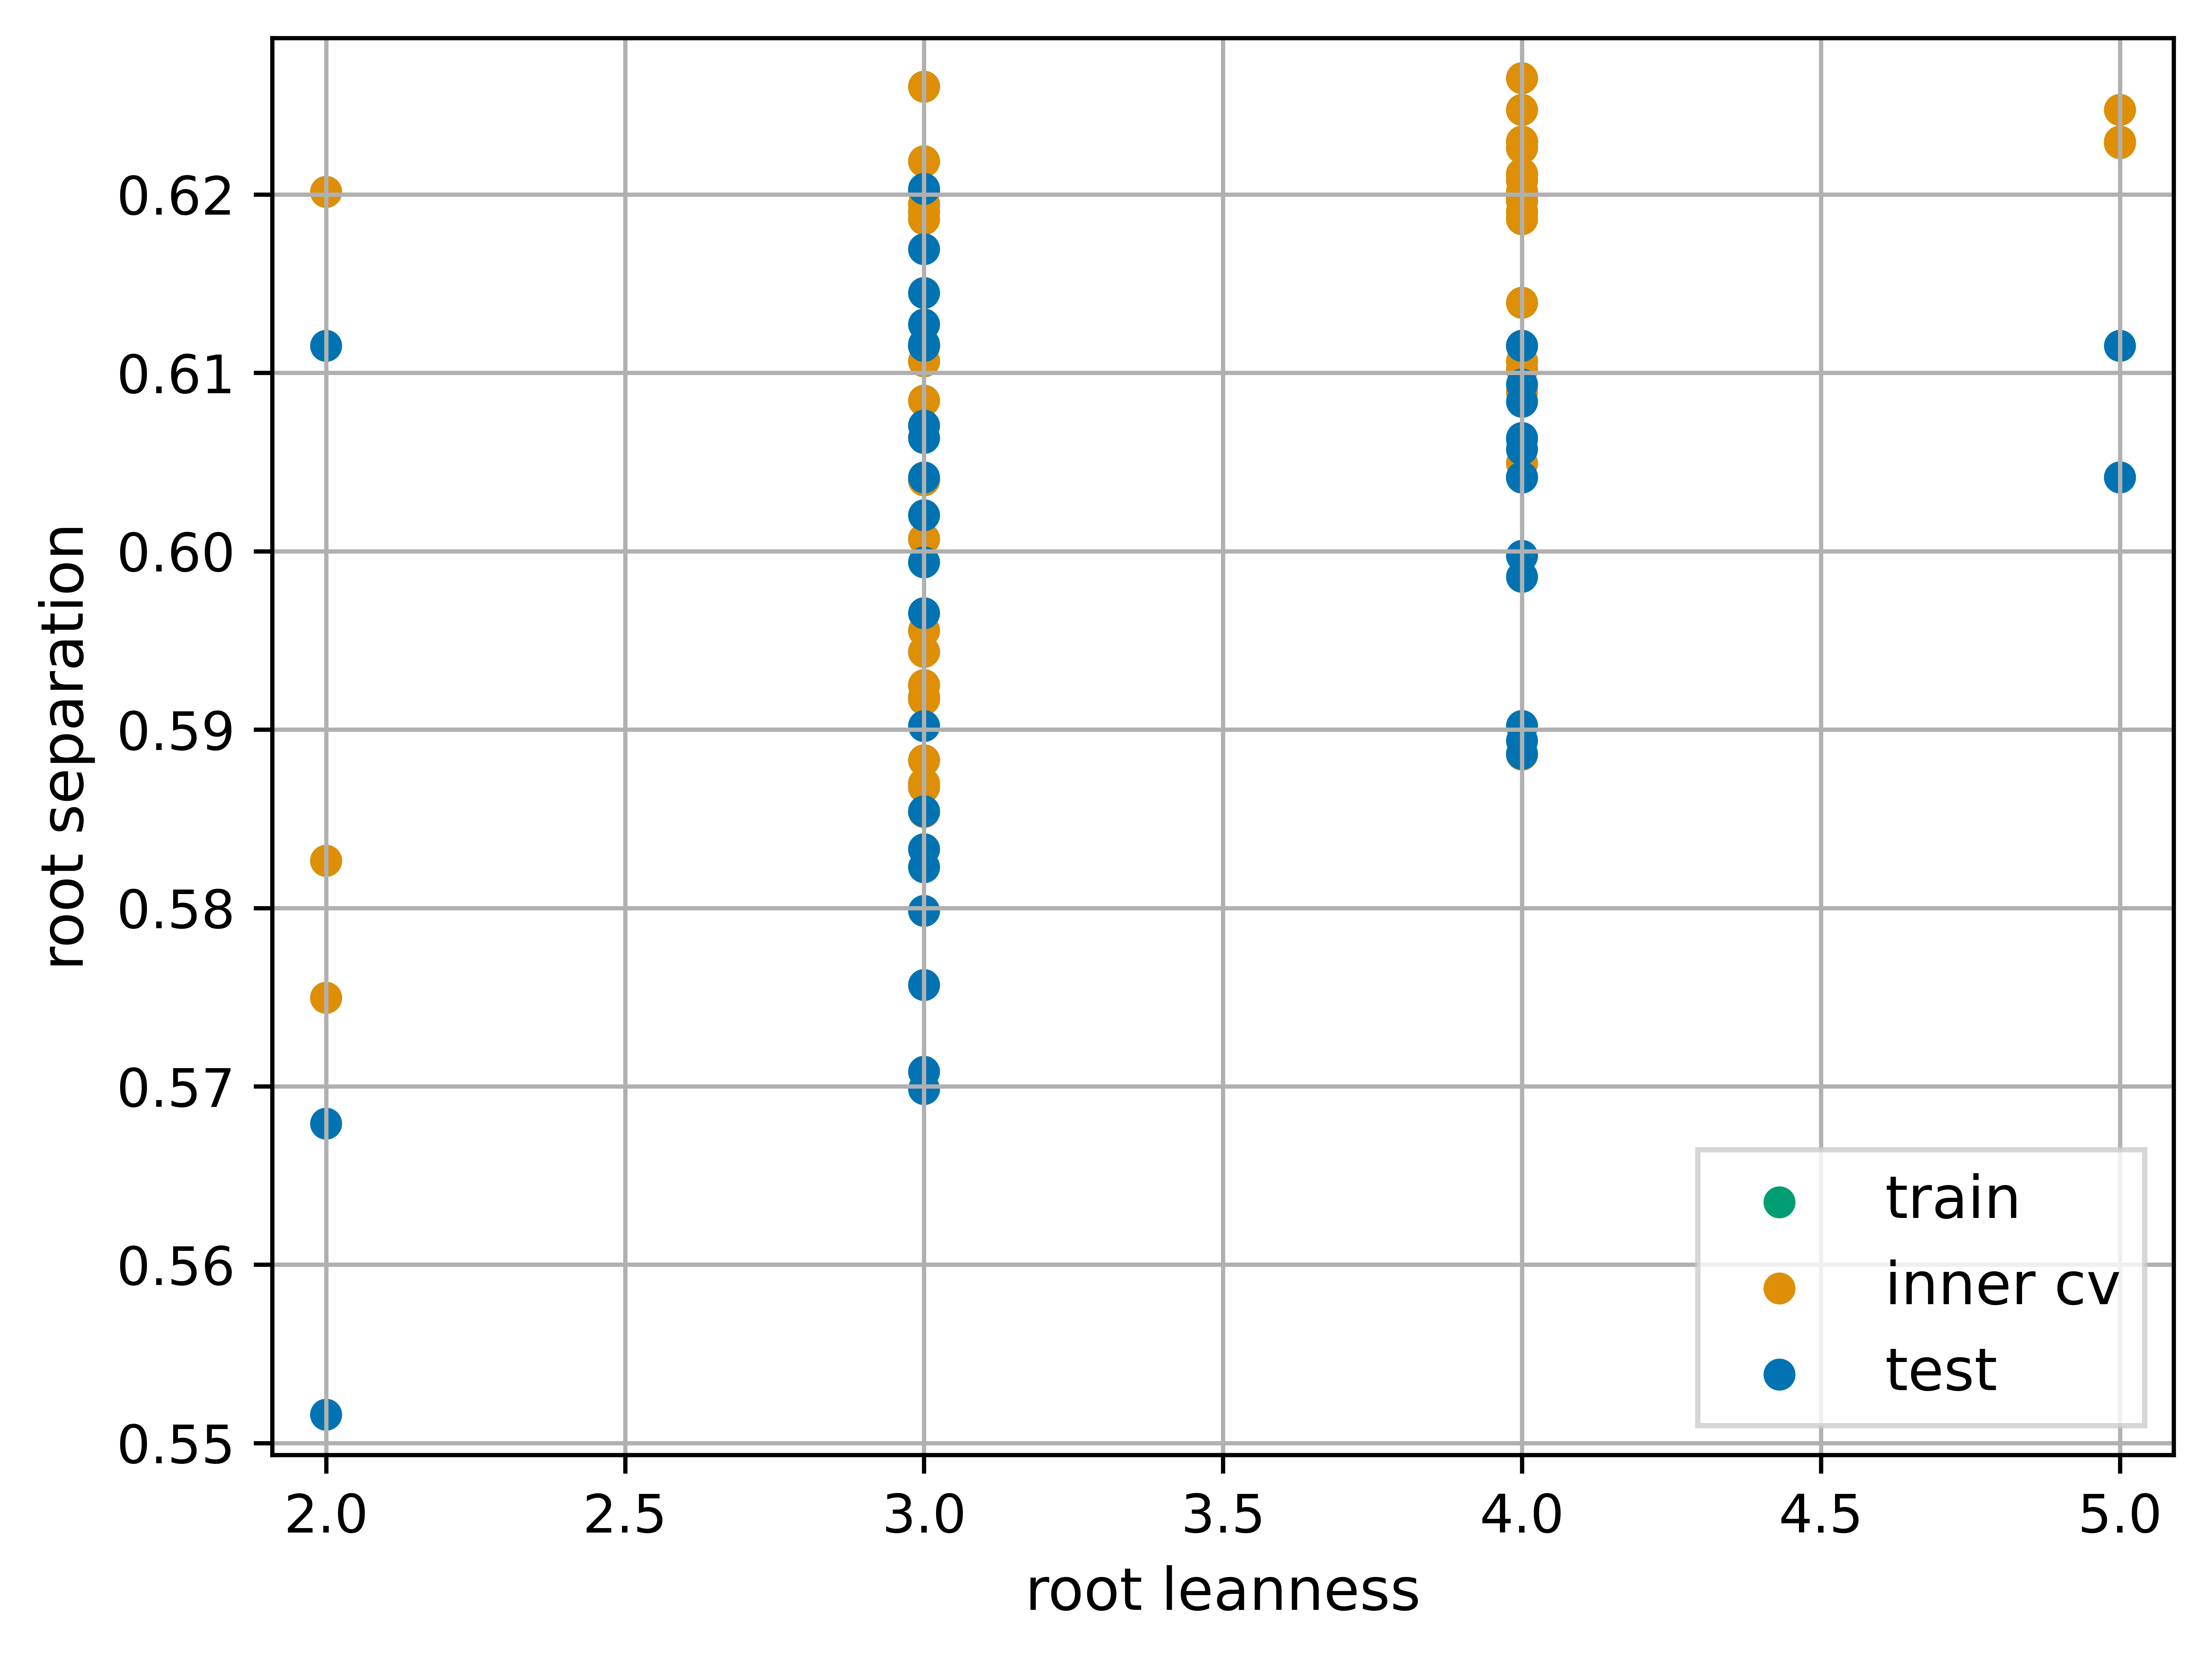 0.62
0.61
0.60
0.59
0.58
0.57
0.56
0.55
root separation
2.0 2.5 3.0 3.5 4.0 4.5 5.0
root leanness
train
inner cv
test